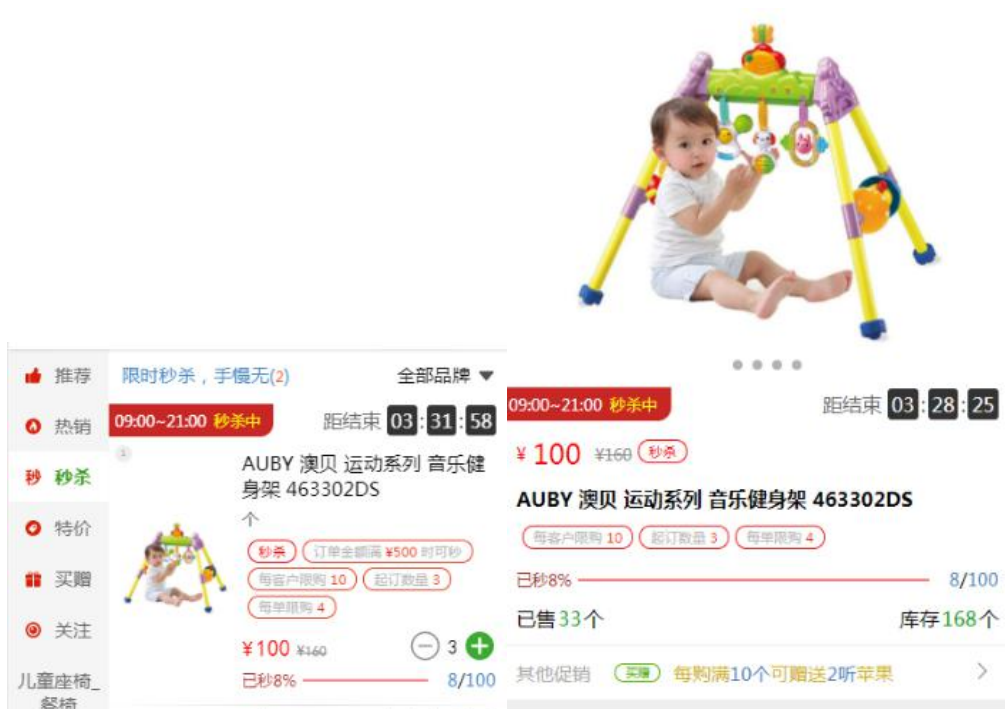 推荐
热销
秒 秒杀
特价
买赠
关注
儿童座椅_
餐椅
限时秒杀，手慢无(2)
全部品牌
09:00~21:00 秒杀中
距结束 03:31:58
1
AUBY 澳贝 运动系列 音乐健
身架 463302DS
个
秒杀 订单金额满 ¥500 时可秒
每客户限购 10 起订数量 3
每单限购 4
¥100 ¥160
3
已秒8%
8/100
09:00~21:00 秒杀中
距结束 03:28:25
¥ 100 ¥160 秒杀
AUBY 澳贝 运动系列 音乐健身架 463302DS
每客户限购 10 起订数量 3 每单限购 4
已秒8%
8/100
已售33个
库存168个
其他促销 买赠 每购满10个可赠送2听苹果